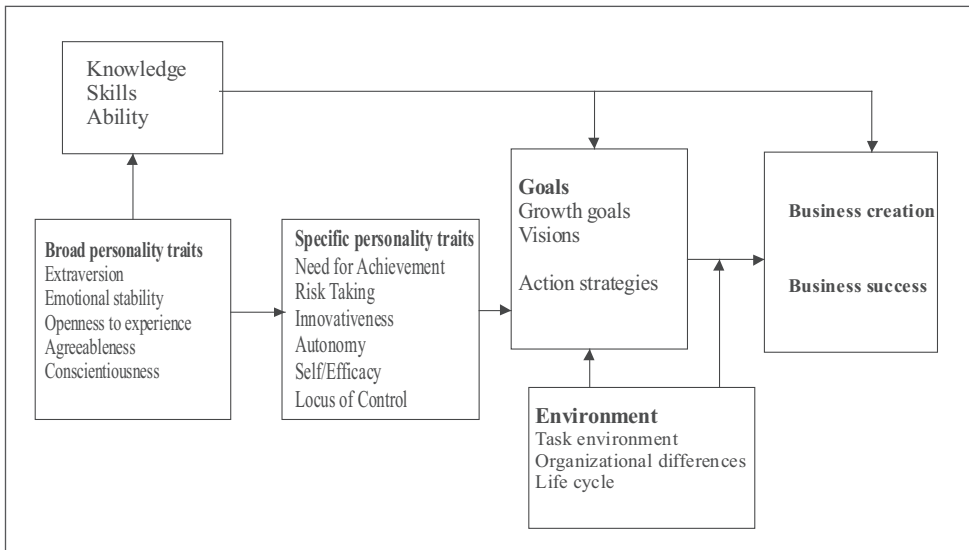 Knowledge
Skills
Ability
Broad personality traits
Extraversion
Emotional stability
Openness to experience
Agreeableness
Conscientiousness
Specific personality traits
Need for Achievement
Risk Taking
Innovativeness
Autonomy
Self/Efficacy
Locus of Control
Goals
Growth goals
Visions
Action strategies
Environment
Task environment
Organizational differences
Life cycle
Business creation
Business success